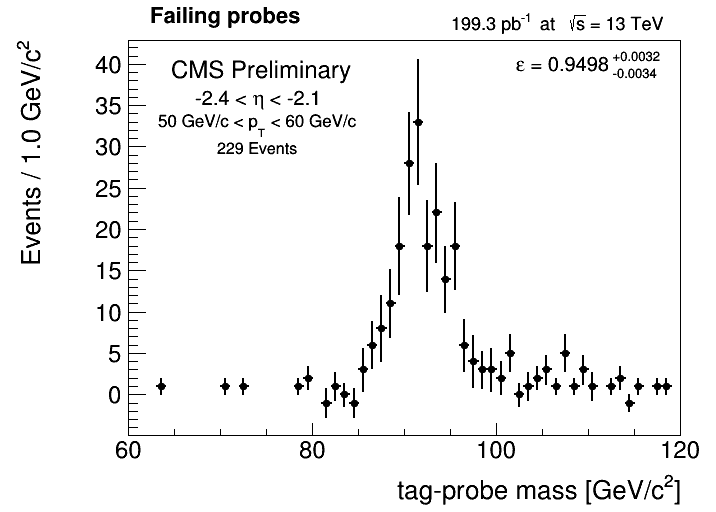 Failing probes
199.3 pb⁻¹ at √s = 13 TeV
CMS Preliminary
-2.4 < η < -2.1
50 GeV/c < p_T < 60 GeV/c
229 Events
ε = 0.9498 +0.0032 -0.0034
Events / 1.0 GeV/c²
40
35
30
25
20
15
10
5
0
60 80 100 120
tag-probe mass [GeV/c²]